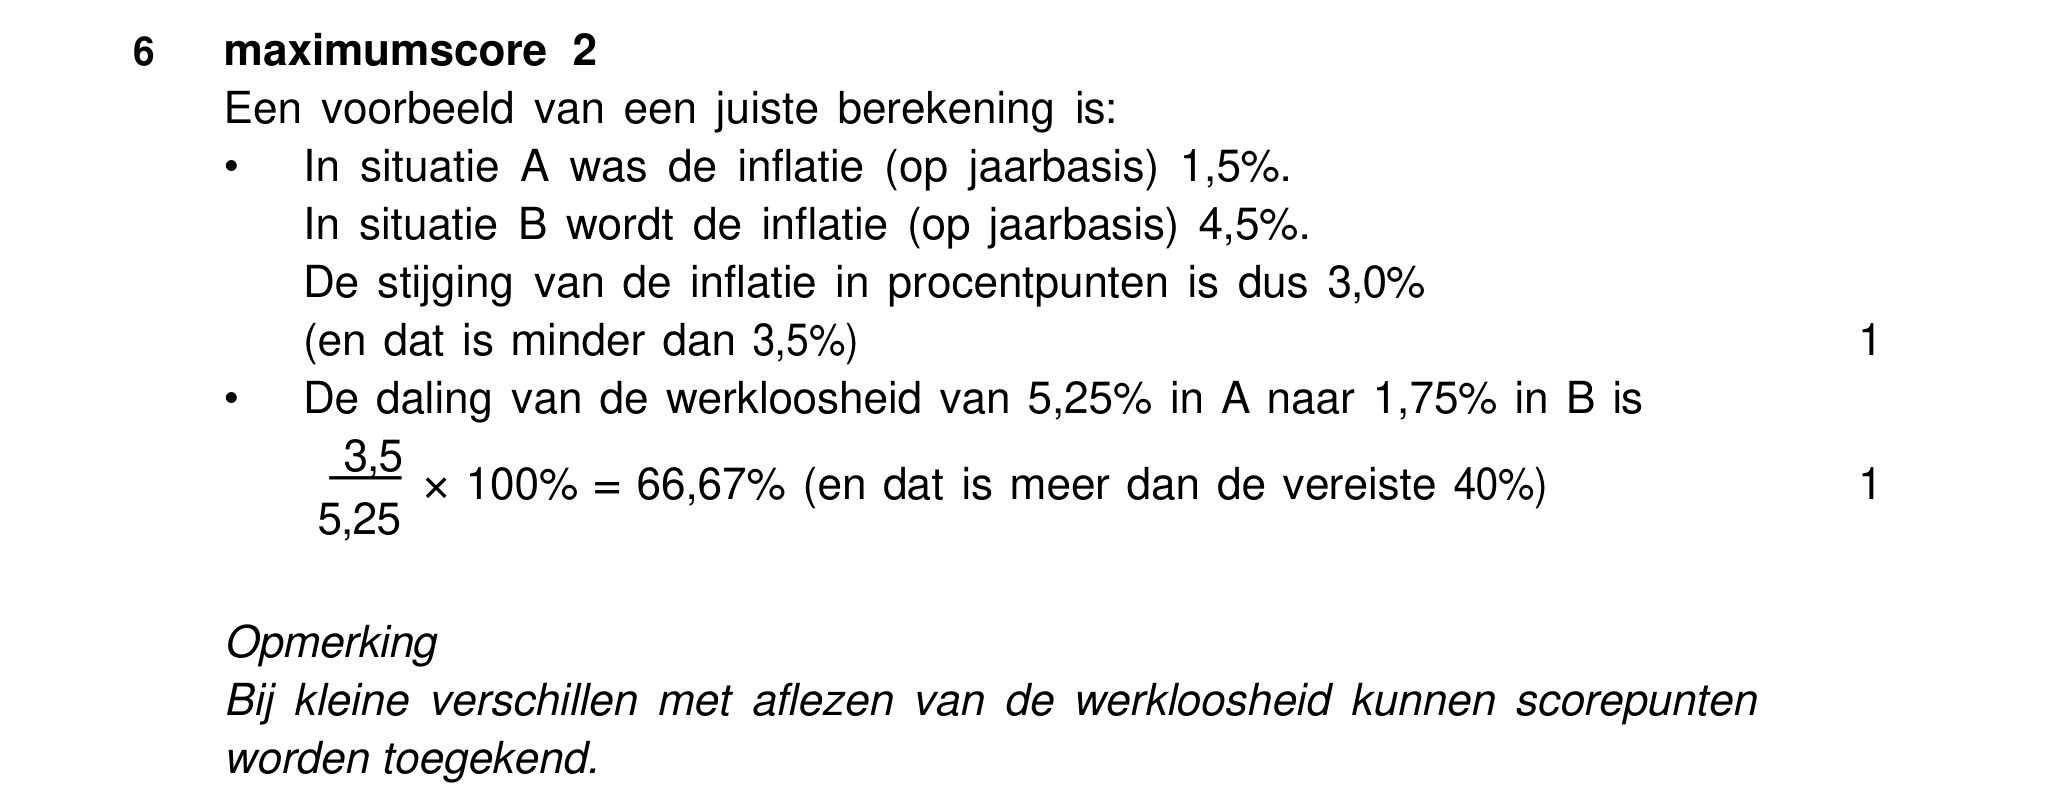 6 maximumscore 2
Een voorbeeld van een juiste berekening is:
• In situatie A was de inflatie (op jaarbasis) 1,5%.
In situatie B wordt de inflatie (op jaarbasis) 4,5%.
De stijging van de inflatie in procentpunten is dus 3,0%
(en dat is minder dan 3,5%) 1
• De daling van de werkloosheid van 5,25% in A naar 1,75% in B is
3,5
× 100% = 66,67% (en dat is meer dan de vereiste 40%) 1
5,25
Opmerking
Bij kleine verschillen met aflezen van de werkloosheid kunnen scorepunten
worden toegekend.